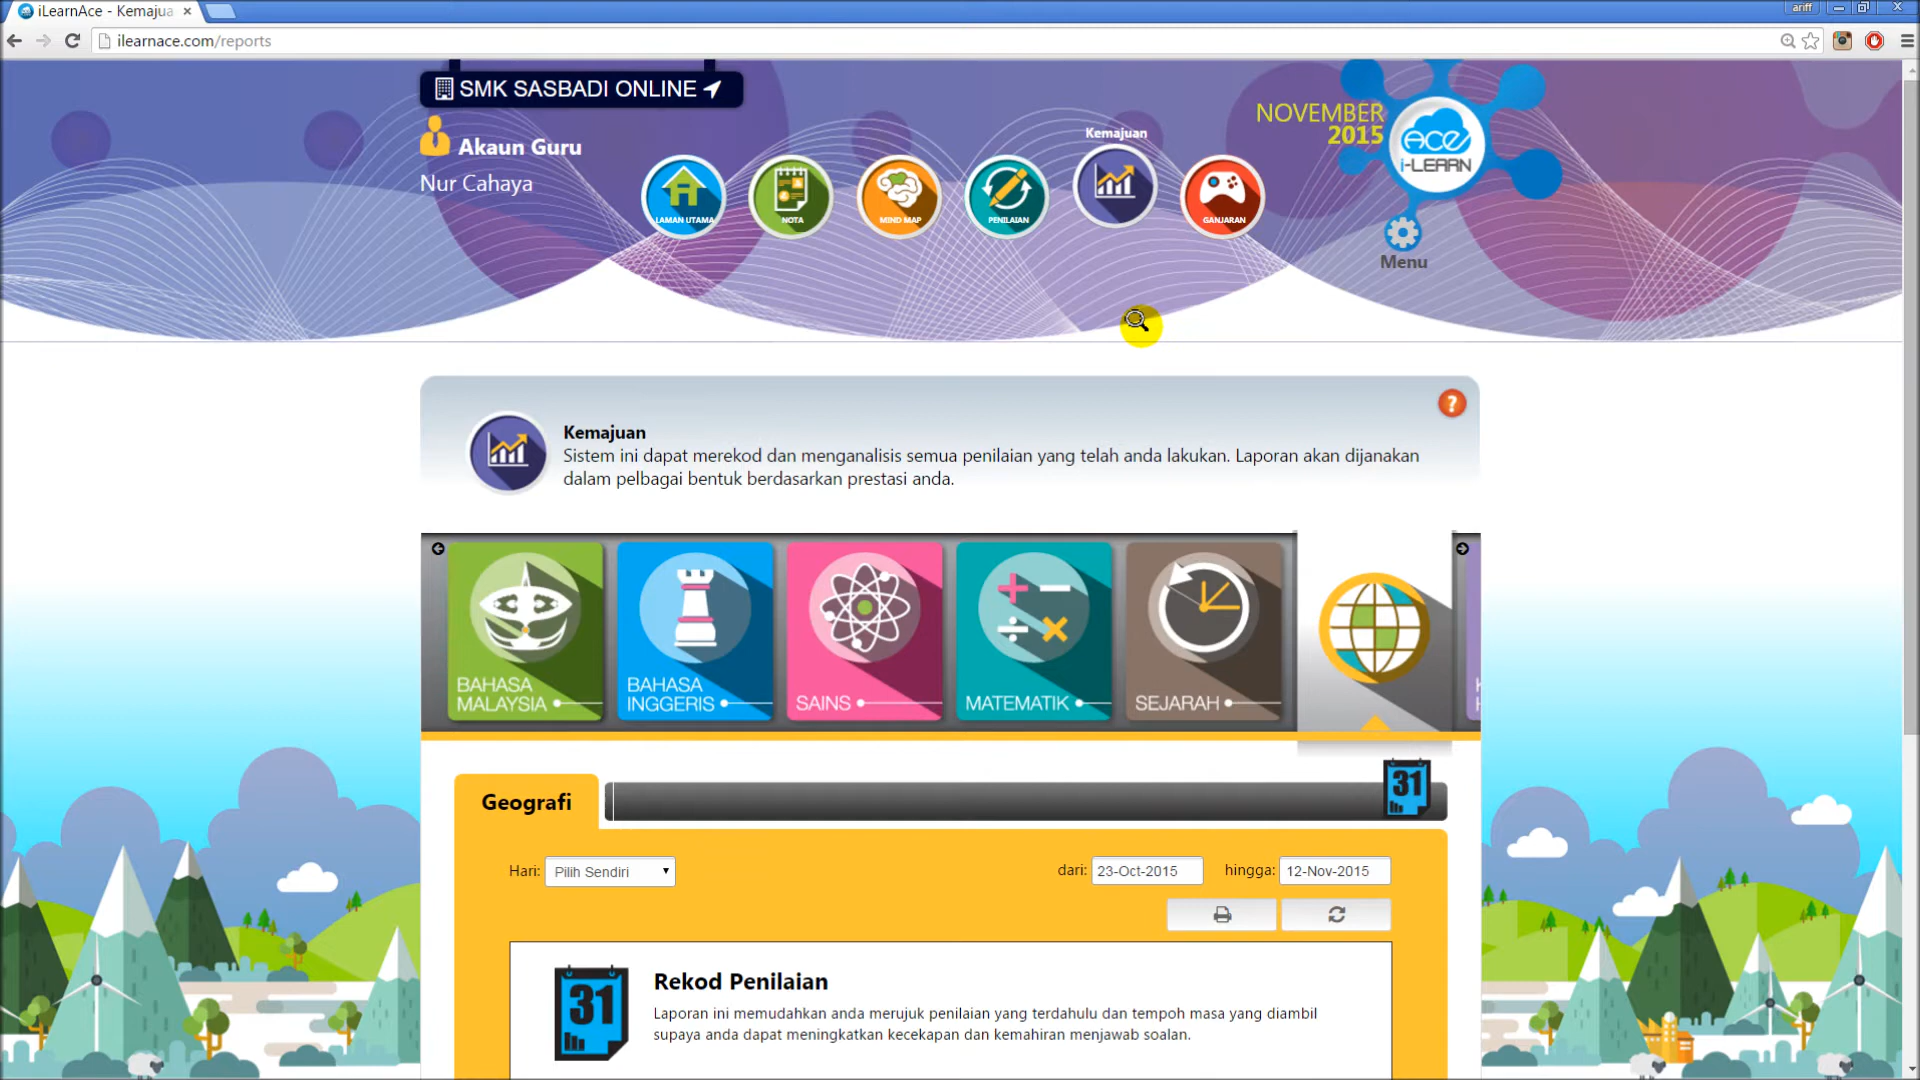 iLearnAce - Kemajua
ariff
ilearnace.com/reports
SMK SASBADI ONLINE
Akaun Guru
Nur Cahaya
LAMAN UTAMA
NOTA
MIND MAP
PENILAIAN
Kemajuan
GANJARAN
NOVEMBER
2015
ACE
i-LEARN
Menu
?
Kemajuan
Sistem ini dapat merekod dan menganalisis semua penilaian yang telah anda lakukan. Laporan akan dijanakan
dalam pelbagai bentuk berdasarkan prestasi anda.
BAHASA
MALAYSIA
BAHASA
INGGERIS
SAINS
MATEMATIK
SEJARAH
Geografi
31
Hari: Pilih Sendiri
dari: 23-Oct-2015 hingga: 12-Nov-2015
31
Rekod Penilaian
Laporan ini memudahkan anda merujuk penilaian yang terdahulu dan tempoh masa yang diambil
supaya anda dapat meningkatkan kecekapan dan kemahiran menjawab soalan.